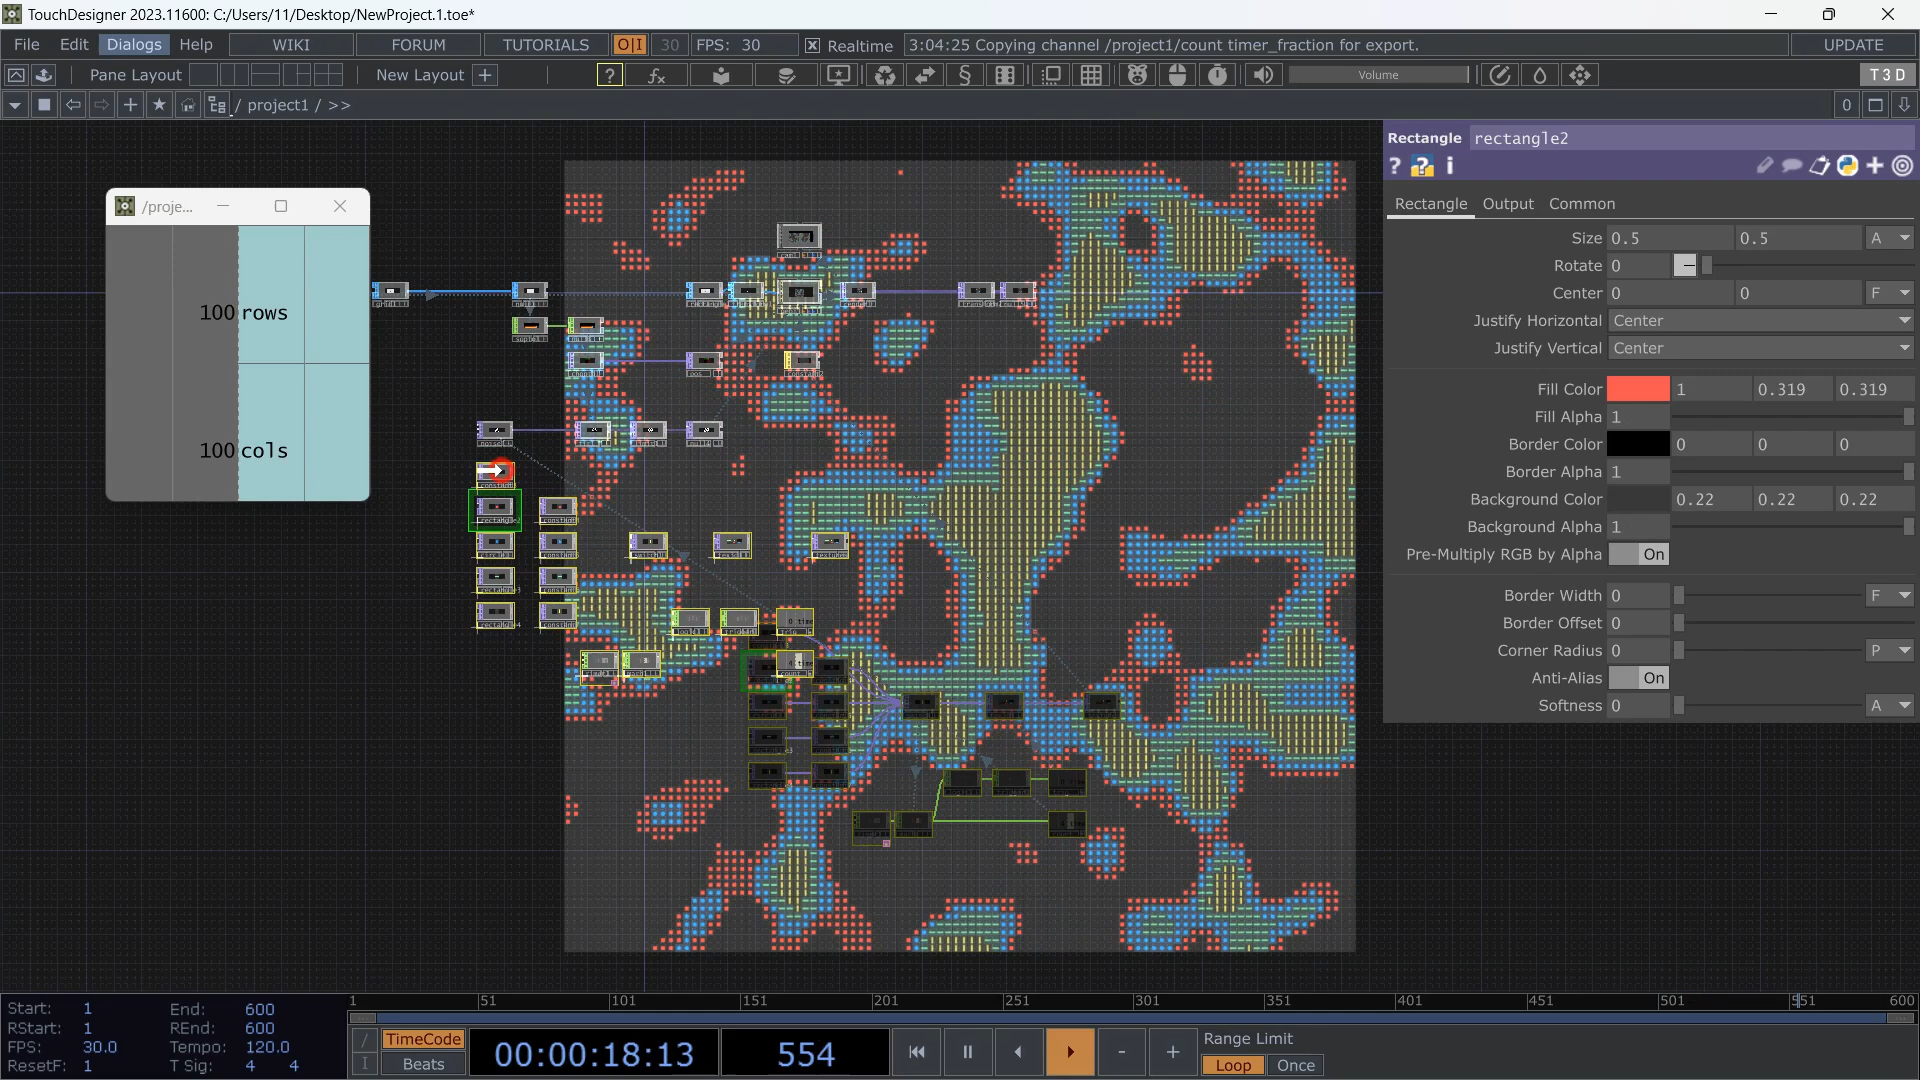 TouchDesigner 2023.11600: C:/Users/11/Desktop/NewProject.1.toe*
File Edit Dialogs Help WIKI FORUM TUTORIALS O|I 30 FPS: 30 Realtime 3:04:25 Copying channel /project1/count timer_fraction for export. UPDATE
Pane Layout New Layout + ? Volume T3D
/ project1 / >> 0
Rectangle rectangle2
? ? i
Rectangle Output Common
Size 0.5 0.5 A
Rotate 0
Center 0 0 F
Justify Horizontal Center
Justify Vertical Center
Fill Color 1 0.319 0.319
Fill Alpha 1
Border Color 0 0 0
Border Alpha 1
Background Color 0.22 0.22 0.22
Background Alpha 1
Pre-Multiply RGB by Alpha On
Border Width 0 F
Border Offset 0
Corner Radius 0 P
Anti-Alias On
Softness 0 A
/proje...
100 rows
100 cols
Start: 1 End: 600
RStart: 1 REnd: 600
FPS: 30.0 Tempo: 120.0
ResetF: 1 T Sig: 4 4
1 51 101 151 201 251 301 351 401 451 501 551 600
TimeCode
Beats
00:00:18:13
554
- +
Range Limit
Loop Once